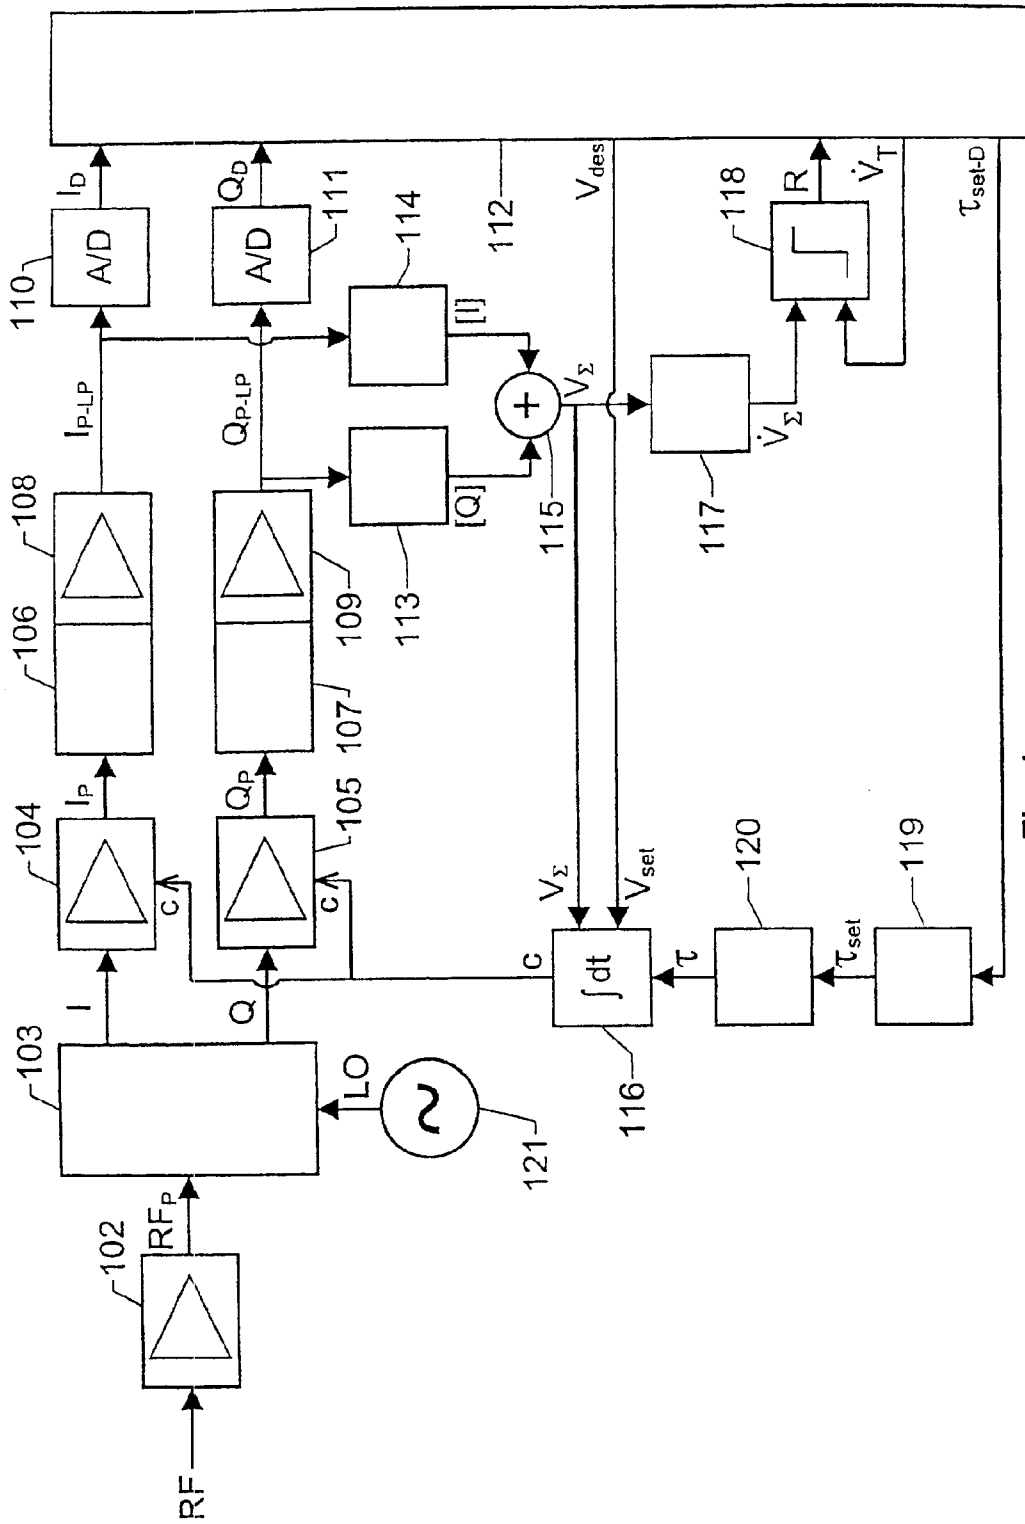 RF
102
RF_P
103
LO
121
I
Q
104
C
105
C
I_P
Q_P
106
108
107
109
I_P-LP
Q_P-LP
110
A/D
I_D
A/D
Q_D
111
113
114
[Q]
[I]
+
115
V_Σ
112
V_des
V_Σ
V_set
C
∫dt
116
117
V̇_Σ
118
R
V̇_T
τ
120
τ_set
119
τ_set-D